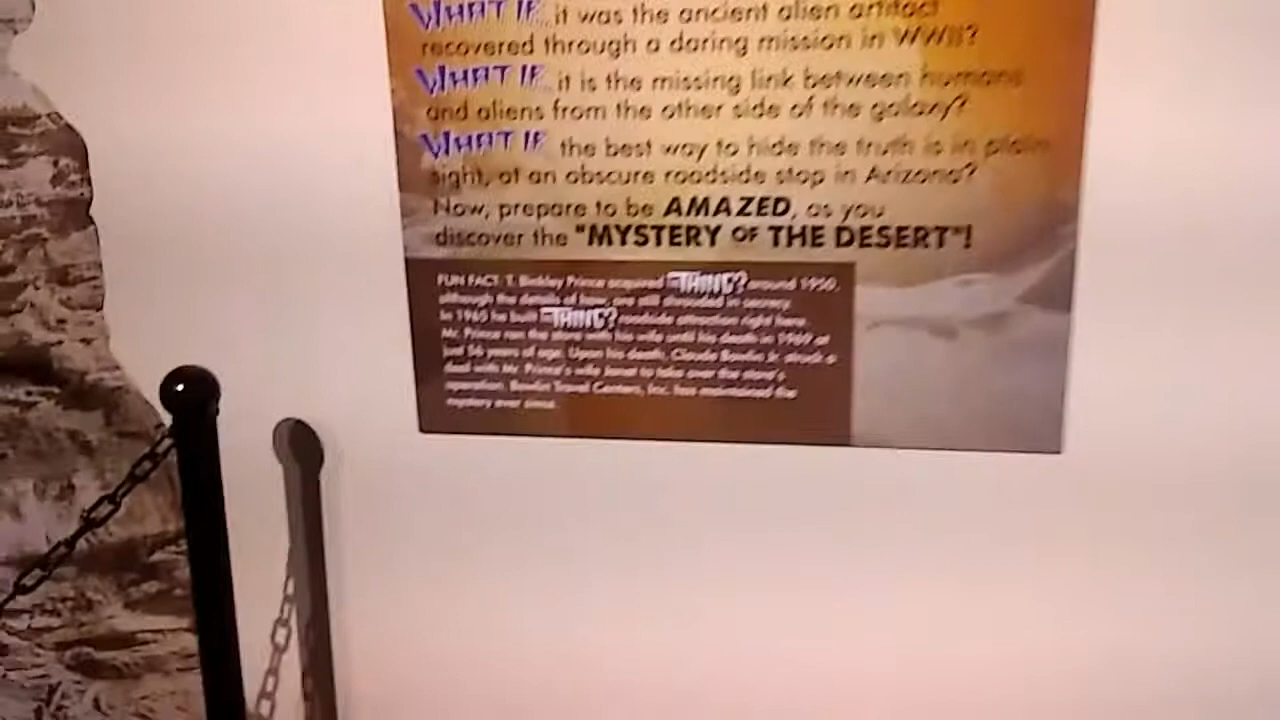 WHAT IF it was the ancient alien artifact
recovered through a daring mission in WWII?
WHAT IF it is the missing link between humans
and aliens from the other side of the galaxy?
WHAT IF the best way to hide the truth is in plain
sight, at an obscure roadside stop in Arizona?
Now, prepare to be AMAZED, as you
discover the "MYSTERY OF THE DESERT"!
FUN FACT: T. Binkley Prince acquired THE THING? around 1950,
although the details of how, are still shrouded in secrecy.
In 1965 he built THE THING? roadside attraction right here.
Mr. Prince ran the store with his wife until his death in 1969 at
just 56 years of age. Upon his death, Claude Bowlin Jr. struck a
deal with Mr. Prince's wife Janet to take over the store's
operation. Bowlin Travel Centers, Inc. has maintained the
mystery ever since.